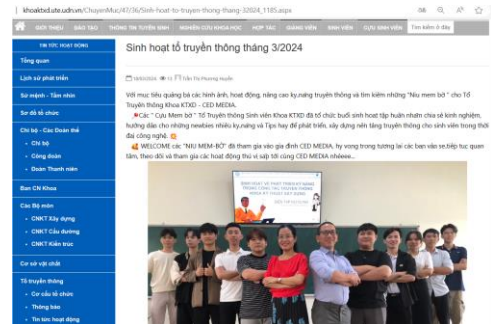 khoaktxd.ute.udn.vn/ChuyenMuc/47/36/Sinh-hoat-to-truyen-thong-thang-32024_1185.aspx
GIỚI THIỆU ĐÀO TẠO THÔNG TIN TUYỂN SINH NGHIÊN CỨU KHOA HỌC HỢP TÁC GIẢNG VIÊN SINH VIÊN CỰU SINH VIÊN Tìm kiếm ở đây
TIN TỨC HOẠT ĐỘNG
Tổng quan
Lịch sử phát triển
Sứ mệnh - Tầm nhìn
Sơ đồ tổ chức
Chi bộ - Các Đoàn thể
Chi bộ
Công đoàn
Đoàn Thanh niên
Ban CN Khoa
Các Bộ môn
CNKT Xây dựng
CNKT Cầu đường
CNKT Kiến trúc
Cơ sở vật chất
Tổ truyền thông
Cơ cấu tổ chức
Thông báo
Tin tức hoạt động
Sinh hoạt tổ truyền thông tháng 3/2024
Trần Thị Phương Huyền
Với mục tiêu quảng bá các hình ảnh, hoạt động, nâng cao kỹ năng truyền thông và tìm kiếm những "Niu mem bờ" cho Tổ
Truyền thông Khoa KTXD - CED MEDIA.
Các " Cựu Mem bờ" Tổ truyền thông Sinh viên Khoa KTXD đã tổ chức buổi sinh hoạt tập huấn nhằm chia sẻ kinh nghiệm,
hướng dẫn cho những newbies nhiều kỹ năng và Tips hay để phát triển, xây dựng nền tảng truyền thông cho sinh viên trong thời
đại công nghệ.
WELCOME các "NIU MEM-BỜ" đã tham gia vào gia đình CED MEDIA, hy vọng trong tương lai các bạn vẫn sẽ tiếp tục quan
tâm, theo dõi và tham gia các hoạt động thú vị sắp tới cùng CED MEDIA nhéeee...